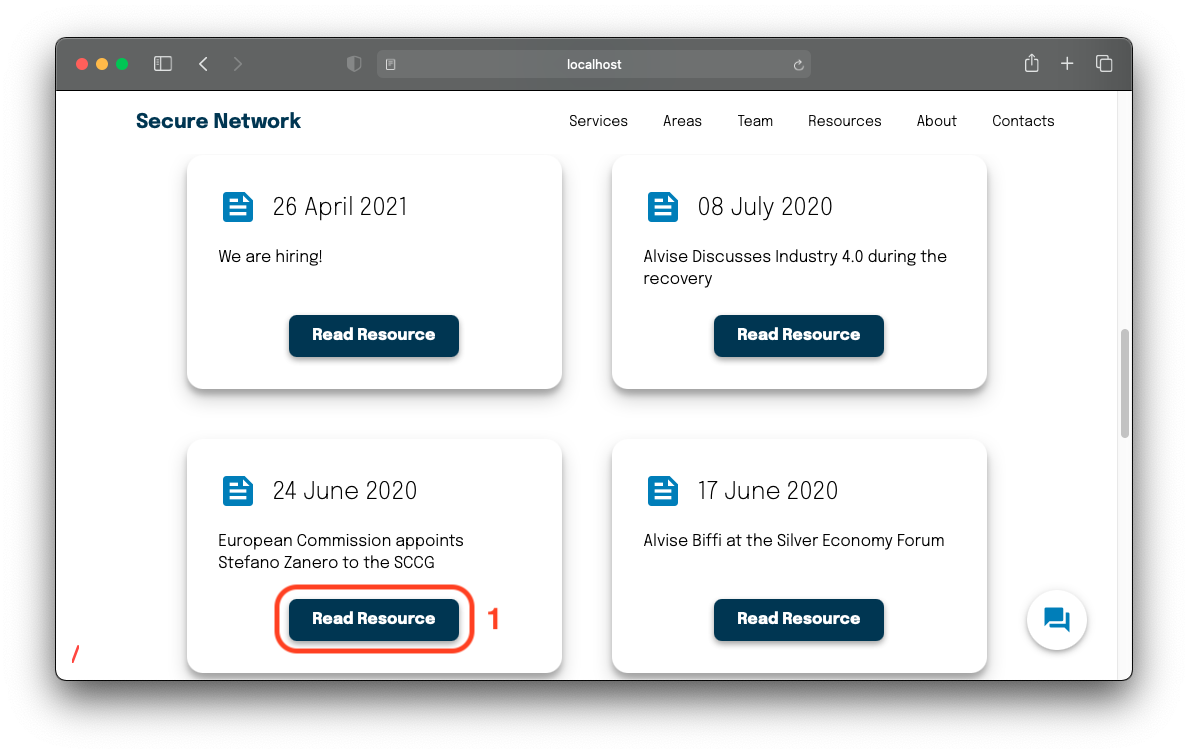 localhost
Secure Network
Services Areas Team Resources About Contacts
26 April 2021
We are hiring!
Read Resource
08 July 2020
Alvise Discusses Industry 4.0 during the
recovery
Read Resource
24 June 2020
European Commission appoints
Stefano Zanero to the SCCG
Read Resource
1
17 June 2020
Alvise Biffi at the Silver Economy Forum
Read Resource
/